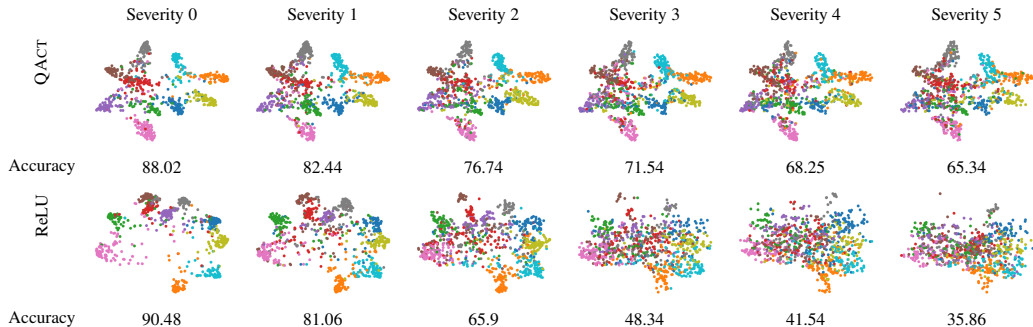 Severity 0 Severity 1 Severity 2 Severity 3 Severity 4 Severity 5
QACT
Accuracy 88.02 82.44 76.74 71.54 68.25 65.34
ReLU
Accuracy 90.48 81.06 65.9 48.34 41.54 35.86